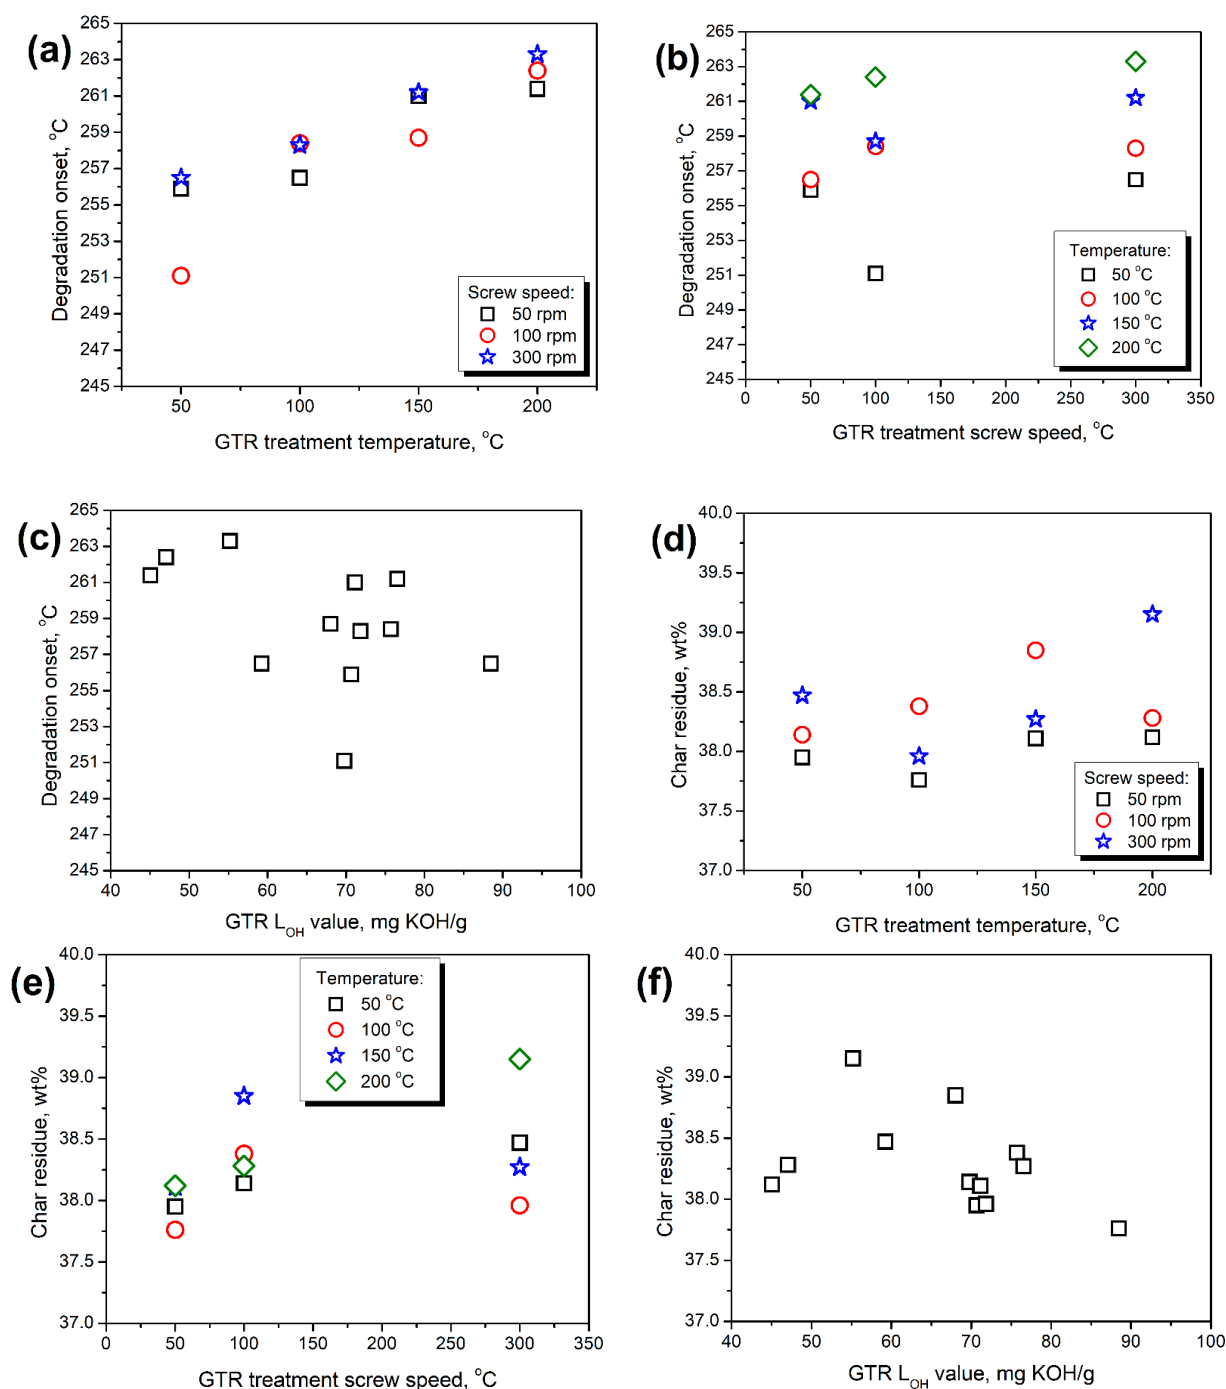 (a)
265
263
261
259
257
255
253
251
249
247
245
Degradation onset, °C
Screw speed:
50 rpm
100 rpm
300 rpm
50 100 150 200
GTR treatment temperature, °C
(b)
265
263
261
259
257
255
253
251
249
247
245
Degradation onset, °C
Temperature:
50 °C
100 °C
150 °C
200 °C
0 50 100 150 200 250 300 350
GTR treatment screw speed, °C
(c)
265
263
261
259
257
255
253
251
249
247
245
Degradation onset, °C
40 50 60 70 80 90 100
GTR LOH value, mg KOH/g
(d)
40.0
39.5
39.0
38.5
38.0
37.5
37.0
Char residue, wt%
Screw speed:
50 rpm
100 rpm
300 rpm
50 100 150 200
GTR treatment temperature, °C
(e)
40.0
39.5
39.0
38.5
38.0
37.5
37.0
Char residue, wt%
Temperature:
50 °C
100 °C
150 °C
200 °C
0 50 100 150 200 250 300 350
GTR treatment screw speed, °C
(f)
40.0
39.5
39.0
38.5
38.0
37.5
37.0
Char residue, wt%
40 50 60 70 80 90 100
GTR LOH value, mg KOH/g